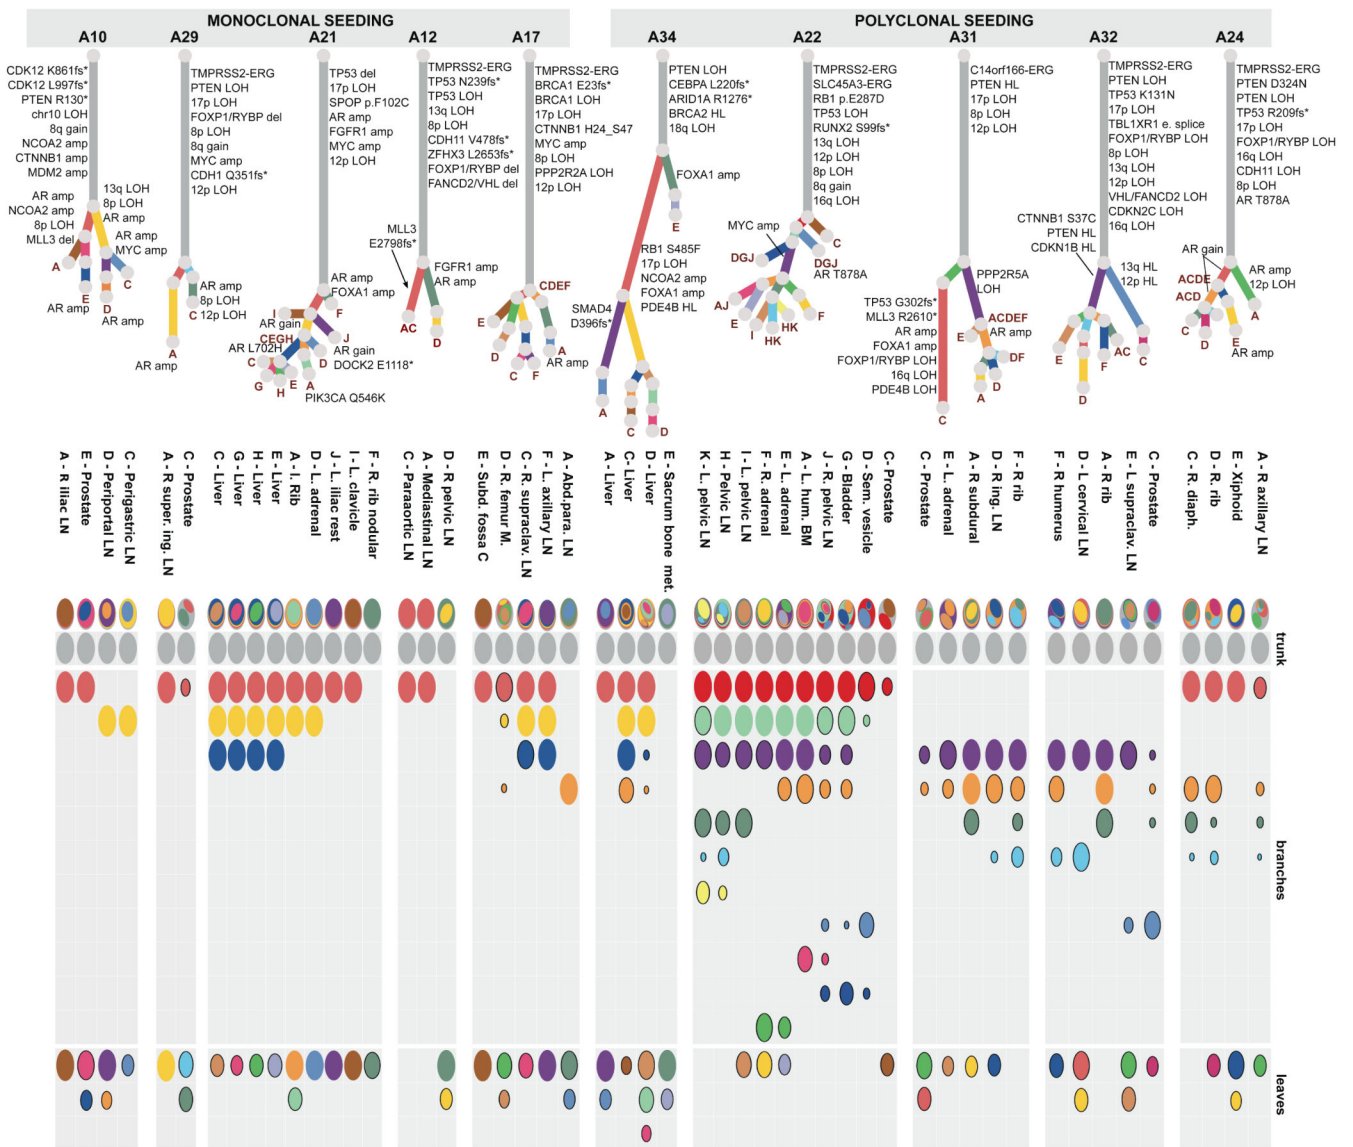 MONOCLONAL SEEDING
POLYCLONAL SEEDING
A10
A29
A21
A12
A17
A34
A22
A31
A32
A24
CDK12 K861fs*
CDK12 L997fs*
PTEN R130*
chr10 LOH
8q gain
NCOA2 amp
CTNNB1 amp
MDM2 amp
AR amp
NCOA2 amp
8p LOH
MLL3 del
13q LOH
8p LOH
AR amp
AR amp
MYC amp
A
E
D
C
AR amp
AR amp
TMPRSS2-ERG
PTEN LOH
17p LOH
FOXP1/RYBP del
8p LOH
8q gain
MYC amp
CDH1 Q351fs*
12p LOH
AR amp
8p LOH
12p LOH
C
A
AR amp
TP53 del
17p LOH
SPOP p.F102C
AR amp
FGFR1 amp
MYC amp
12p LOH
AR amp
FOXA1 amp
I
F
AR gain
CEGH
J
AR L702H
AR gain
DOCK2 E1118*
C
D
G
H
E
A
PIK3CA Q546K
TMPRSS2-ERG
TP53 N239fs*
TP53 LOH
13q LOH
8p LOH
CDH11 V478fs*
ZFHX3 L2653fs*
FOXP1/RYBP del
FANCD2/VHL del
MLL3
E2798fs*
FGFR1 amp
AR amp
AC
D
TMPRSS2-ERG
BRCA1 E23fs*
BRCA1 LOH
17p LOH
CTNNB1 H24_S47
MYC amp
8p LOH
PPP2R2A LOH
12p LOH
CDEF
E
D
C
F
A
AR amp
PTEN LOH
CEBPA L220fs*
ARID1A R1276*
BRCA2 HL
18q LOH
FOXA1 amp
E
RB1 S485F
17p LOH
NCOA2 amp
FOXA1 amp
PDE4B HL
SMAD4
D396fs*
A
C
D
TMPRSS2-ERG
SLC45A3-ERG
RB1 p.E287D
TP53 LOH
RUNX2 S99fs*
13q LOH
12p LOH
8p LOH
8q gain
16q LOH
MYC amp
C
DGJ
DGJ
AR T878A
AJ
E
I
HK
HK
F
C14orf166-ERG
PTEN HL
17p LOH
8p LOH
12p LOH
PPP2R5A
LOH
TP53 G302fs*
MLL3 R2610*
AR amp
FOXA1 amp
FOXP1/RYBP LOH
16q LOH
PDE4B LOH
ACDEF
AR amp
E
DF
D
A
C
TMPRSS2-ERG
PTEN LOH
TP53 K131N
17p LOH
TBL1XR1 e. splice
FOXP1/RYBP LOH
8p LOH
13q LOH
12p LOH
VHL/FANCD2 LOH
CDKN2C LOH
16q LOH
CTNNB1 S37C
PTEN HL
CDKN1B HL
13q HL
12p HL
E
F
AC
C
D
TMPRSS2-ERG
PTEN D324N
PTEN LOH
TP53 R209fs*
17p LOH
FOXP1/RYBP LOH
16q LOH
CDH11 LOH
8p LOH
AR T878A
AR gain
ACDE
ACD
AR amp
12p LOH
A
C
D
E
AR amp
A - R iliac LN
E - Prostate
D - Periportal LN
C - Perigastric LN
A - R super. ing. LN
C - Prostate
C - Liver
G - Liver
H - Liver
E - Liver
A - l. Rib
D - L. adrenal
J - L. iliac rest
I - L. clavicle
F - R. rib nodular
C - Paraaortic LN
A - Mediastinal LN
D - R pelvic LN
E - Subd. fossa C
D - R. femur M.
C - R. supraclav. LN
F - L. axillary LN
A - Abd.para. LN
A - Liver
C- Liver
D - Liver
E - Sacrum bone met.
K - L. pelvic LN
H - Pelvic LN
I - L. pelvic LN
F - R. adrenal
E - L. adrenal
A - L. hum. BM
J - R. pelvic LN
G - Bladder
D - Sem. vesicle
C- Prostate
C - Prostate
E - L. adrenal
A - R subdural
D - R ing. LN
F - R rib
F - R humerus
D - L cervical LN
A - R rib
E - L supraclav. LN
C - Prostate
C - R. diaph.
D - R. rib
E - Xiphoid
A - R axillary LN
trunk
branches
leaves